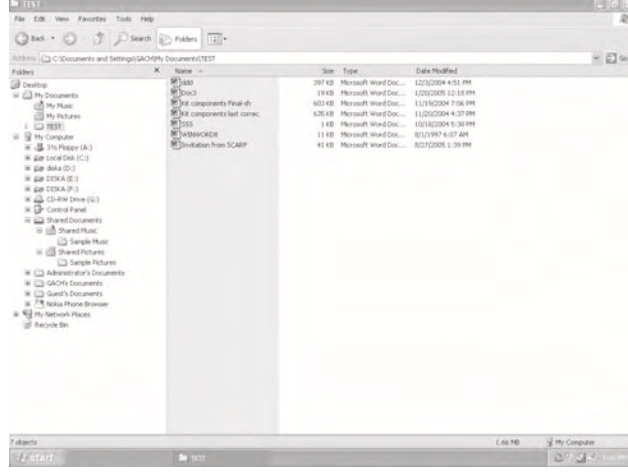 TEST
File Edit View Favorites Tools Help
Back Search Folders
Address C:\Documents and Settings\GACH\My Documents\TEST Go
Folders X Name Size Type Date Modified
Desktop
My Documents
My Music
My Pictures
TEST
My Computer
3½ Floppy (A:)
Local Disk (C:)
diska (D:)
DISKA (E:)
DISKA (F:)
CD-RW Drive (G:)
Control Panel
Shared Documents
Shared Music
Sample Music
Shared Pictures
Sample Pictures
Administrator's Documents
GACH's Documents
Guest's Documents
Nokia Phone Browser
My Network Places
Recycle Bin
ddd 397 KB Microsoft Word Doc... 12/3/2004 4:51 PM
Doc3 19 KB Microsoft Word Doc... 1/20/2005 12:18 PM
Kit components Final-sh 603 KB Microsoft Word Doc... 11/19/2004 7:06 PM
Kit components last correc 635 KB Microsoft Word Doc... 11/20/2004 4:37 PM
SSS 1 KB Microsoft Word Doc... 10/18/2004 5:36 PM
WINWORD8 11 KB Microsoft Word Doc... 8/1/1997 6:07 AM
Invitation from SCARP 41 KB Microsoft Word Doc... 8/27/2005 1:39 PM
7 objects 1.66 MB My Computer
start TEST